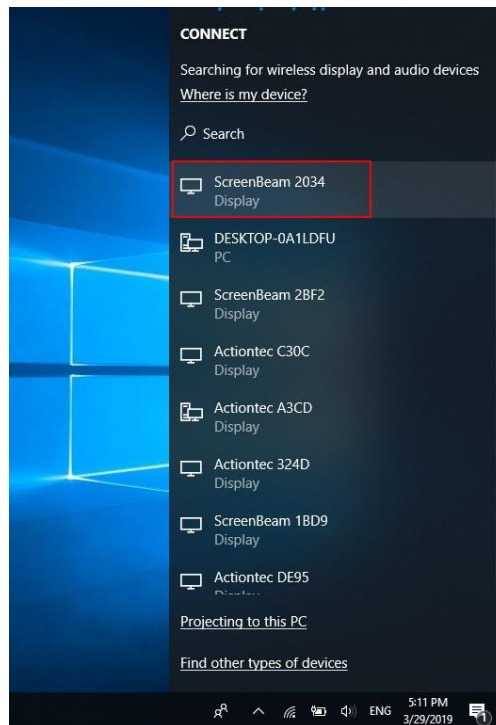 CONNECT
Searching for wireless display and audio devices
Where is my device?
Search
ScreenBeam 2034
Display
DESKTOP-0A1LDFU
PC
ScreenBeam 2BF2
Display
Actiontec C30C
Display
Actiontec A3CD
Display
Actiontec 324D
Display
ScreenBeam 1BD9
Display
Actiontec DE95
Projecting to this PC
Find other types of devices
ENG
5:11 PM
3/29/2019